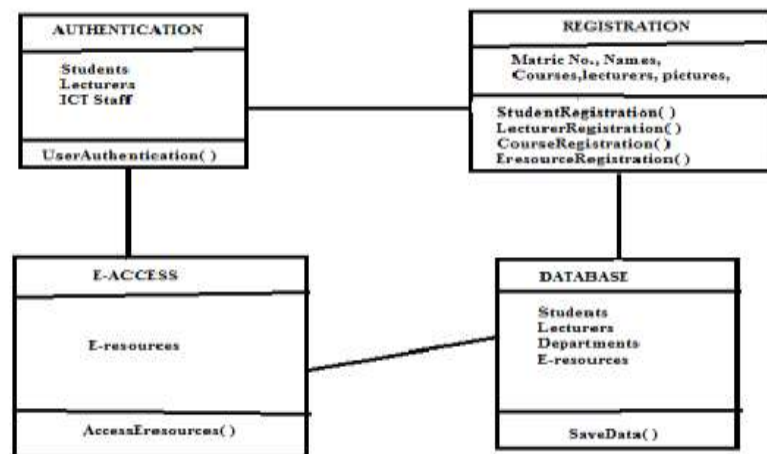 AUTHENTICATION
Students
Lecturers
ICT Staff
UserAuthentication( )
REGISTRATION
Matric No., Names,
Courses,lecturers, pictures,
StudentRegistration( )
LecturerRegistration( )
CourseRegistration( )
EresourceRegistration( )
E-ACCESS
E-resources
AccessEresources( )
DATABASE
Students
Lecturers
Departments
E-resources
SaveData( )